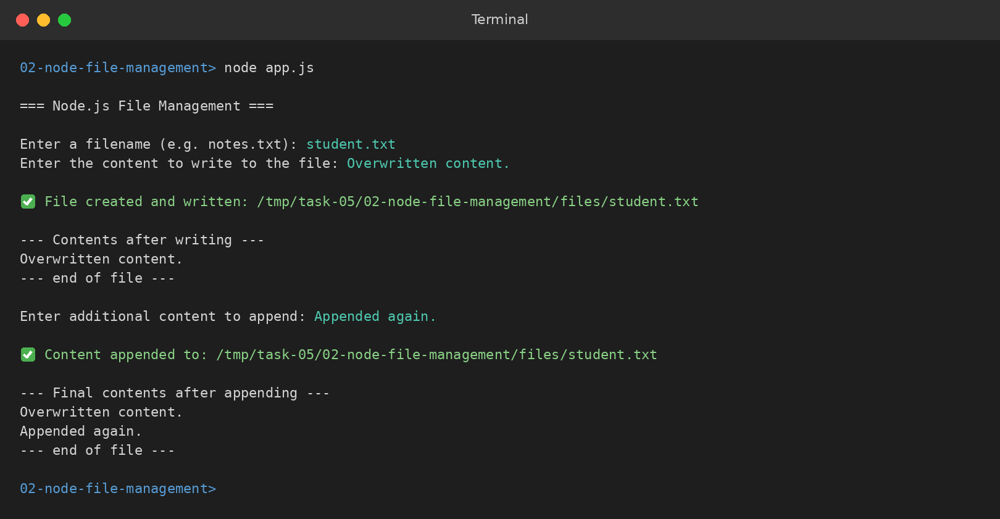 Terminal
02-node-file-management> node app.js
=== Node.js File Management ===
Enter a filename (e.g. notes.txt): student.txt
Enter the content to write to the file: Overwritten content.
✅ File created and written: /tmp/task-05/02-node-file-management/files/student.txt
--- Contents after writing ---
Overwritten content.
--- end of file ---
Enter additional content to append: Appended again.
✅ Content appended to: /tmp/task-05/02-node-file-management/files/student.txt
--- Final contents after appending ---
Overwritten content.
Appended again.
--- end of file ---
02-node-file-management>